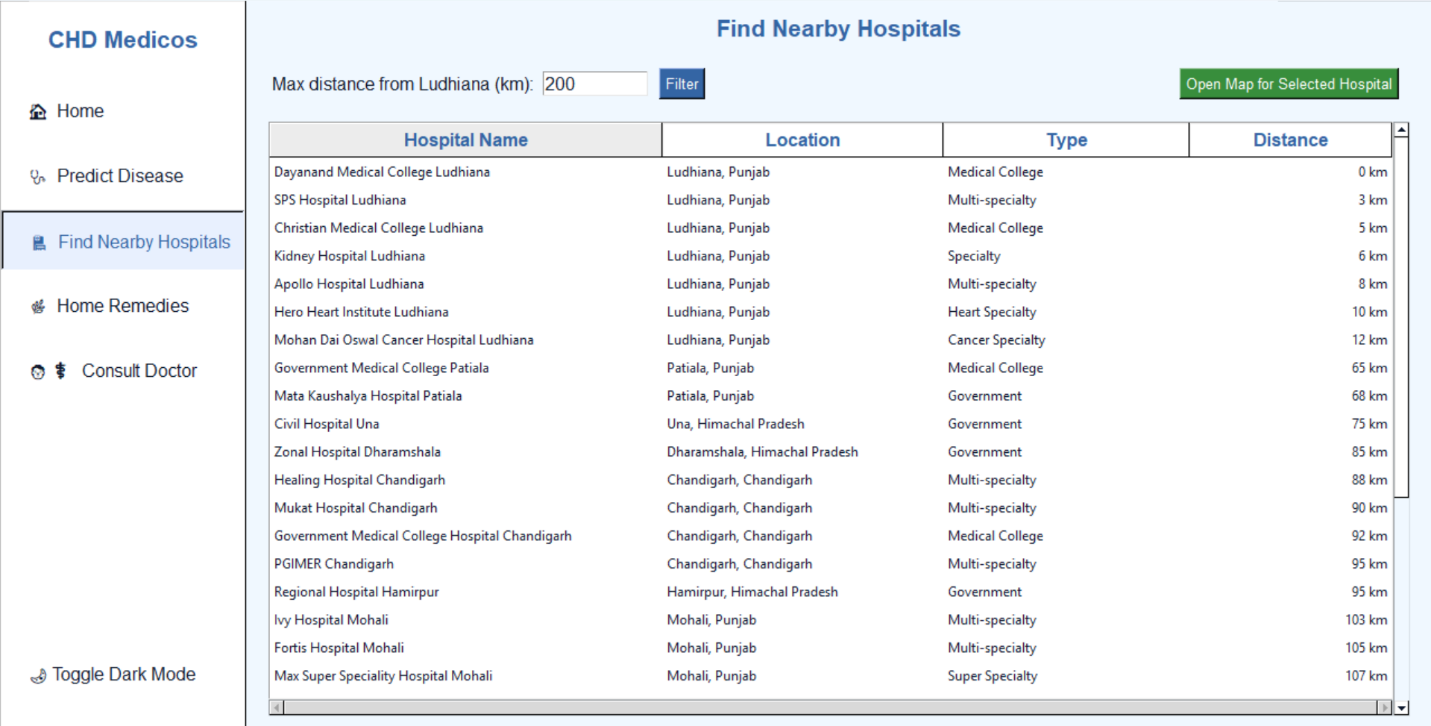 CHD Medicos
Home
Predict Disease
Find Nearby Hospitals
Home Remedies
Consult Doctor
Toggle Dark Mode
Find Nearby Hospitals
Max distance from Ludhiana (km): 200 Filter Open Map for Selected Hospital
Hospital Name Location Type Distance
Dayanand Medical College Ludhiana Ludhiana, Punjab Medical College 0 km
SPS Hospital Ludhiana Ludhiana, Punjab Multi-specialty 3 km
Christian Medical College Ludhiana Ludhiana, Punjab Medical College 5 km
Kidney Hospital Ludhiana Ludhiana, Punjab Specialty 6 km
Apollo Hospital Ludhiana Ludhiana, Punjab Multi-specialty 8 km
Hero Heart Institute Ludhiana Ludhiana, Punjab Heart Specialty 10 km
Mohan Dai Oswal Cancer Hospital Ludhiana Ludhiana, Punjab Cancer Specialty 12 km
Government Medical College Patiala Patiala, Punjab Medical College 65 km
Mata Kaushalya Hospital Patiala Patiala, Punjab Government 68 km
Civil Hospital Una Una, Himachal Pradesh Government 75 km
Zonal Hospital Dharamshala Dharamshala, Himachal Pradesh Government 85 km
Healing Hospital Chandigarh Chandigarh, Chandigarh Multi-specialty 88 km
Mukat Hospital Chandigarh Chandigarh, Chandigarh Multi-specialty 90 km
Government Medical College Hospital Chandigarh Chandigarh, Chandigarh Medical College 92 km
PGIMER Chandigarh Chandigarh, Chandigarh Multi-specialty 95 km
Regional Hospital Hamirpur Hamirpur, Himachal Pradesh Government 95 km
Ivy Hospital Mohali Mohali, Punjab Multi-specialty 103 km
Fortis Hospital Mohali Mohali, Punjab Multi-specialty 105 km
Max Super Speciality Hospital Mohali Mohali, Punjab Super Specialty 107 km